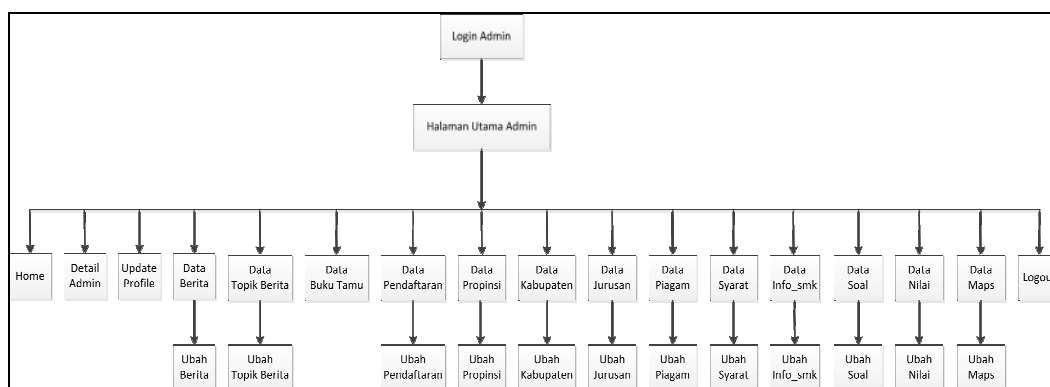 Login Admin
Halaman Utama Admin
Home
Detail
Admin
Update
Profile
Data
Berita
Data
Topik Berita
Data
Buku Tamu
Data
Pendaftaran
Data
Propinsi
Data
Kabupaten
Data
Jurusan
Data
Piagam
Data
Syarat
Data
Info_smk
Data
Soal
Data
Nilai
Data
Maps
Logou
Ubah
Berita
Ubah
Topik Berita
Ubah
Pendaftaran
Ubah
Propinsi
Ubah
Kabupaten
Ubah
Jurusan
Ubah
Piagam
Ubah
Syarat
Ubah
Info_smk
Ubah
Soal
Ubah
Nilai
Ubah
Maps